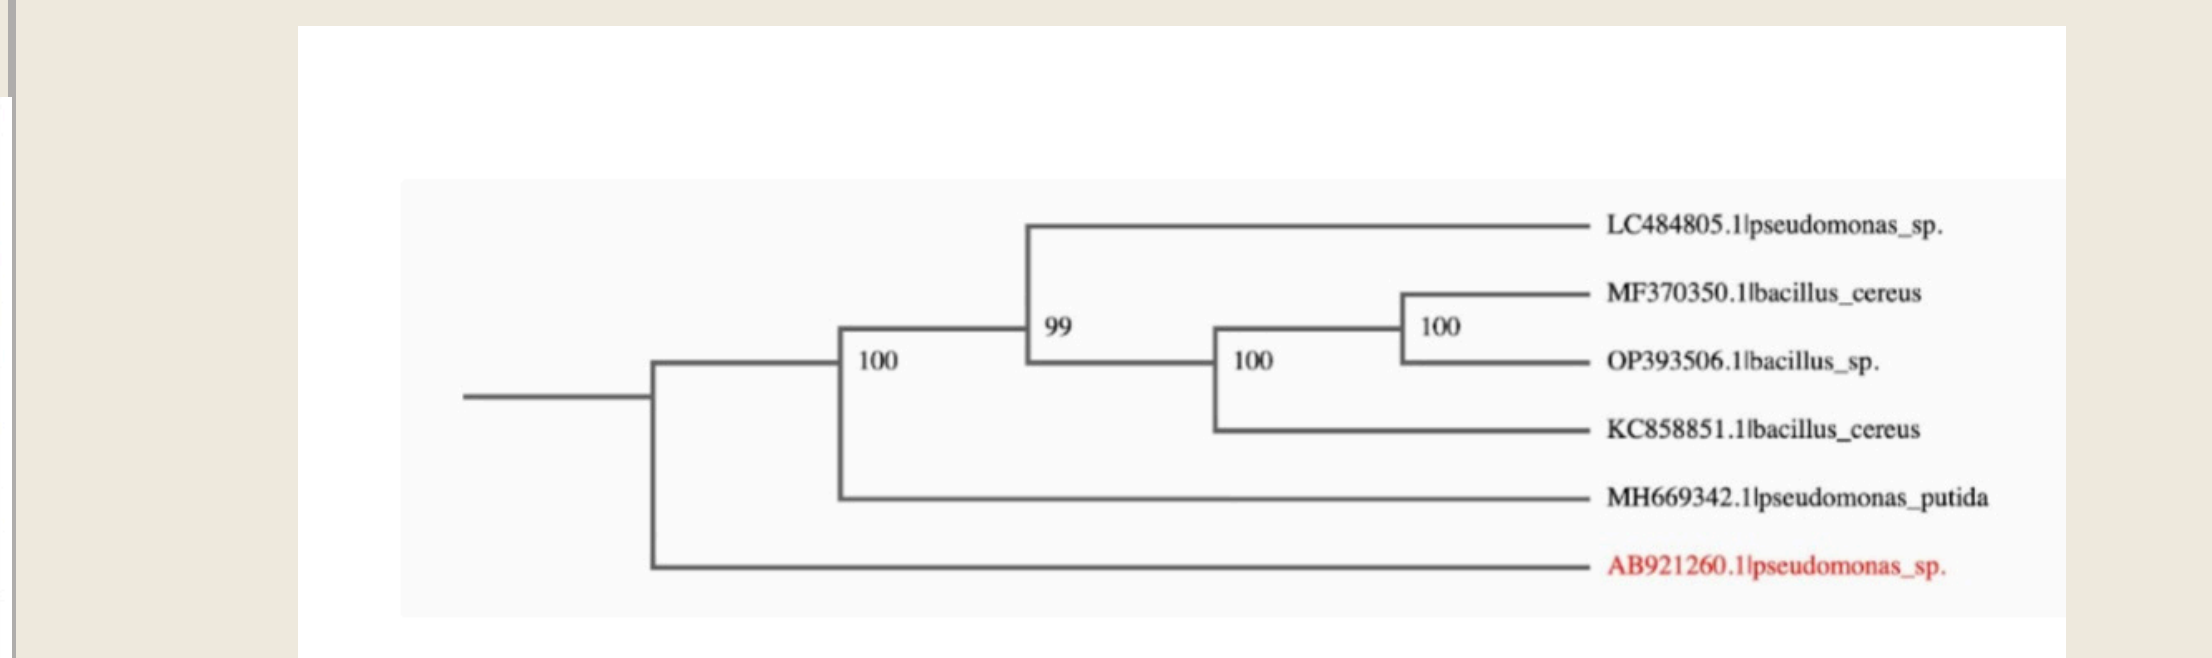 LC484805.1|pseudomonas_sp.
MF370350.1|bacillus_cereus
99
100
100
OP393506.1|bacillus_sp.
100
KC858851.1|bacillus_cereus
MH669342.1|pseudomonas_putida
AB921260.1|pseudomonas_sp.